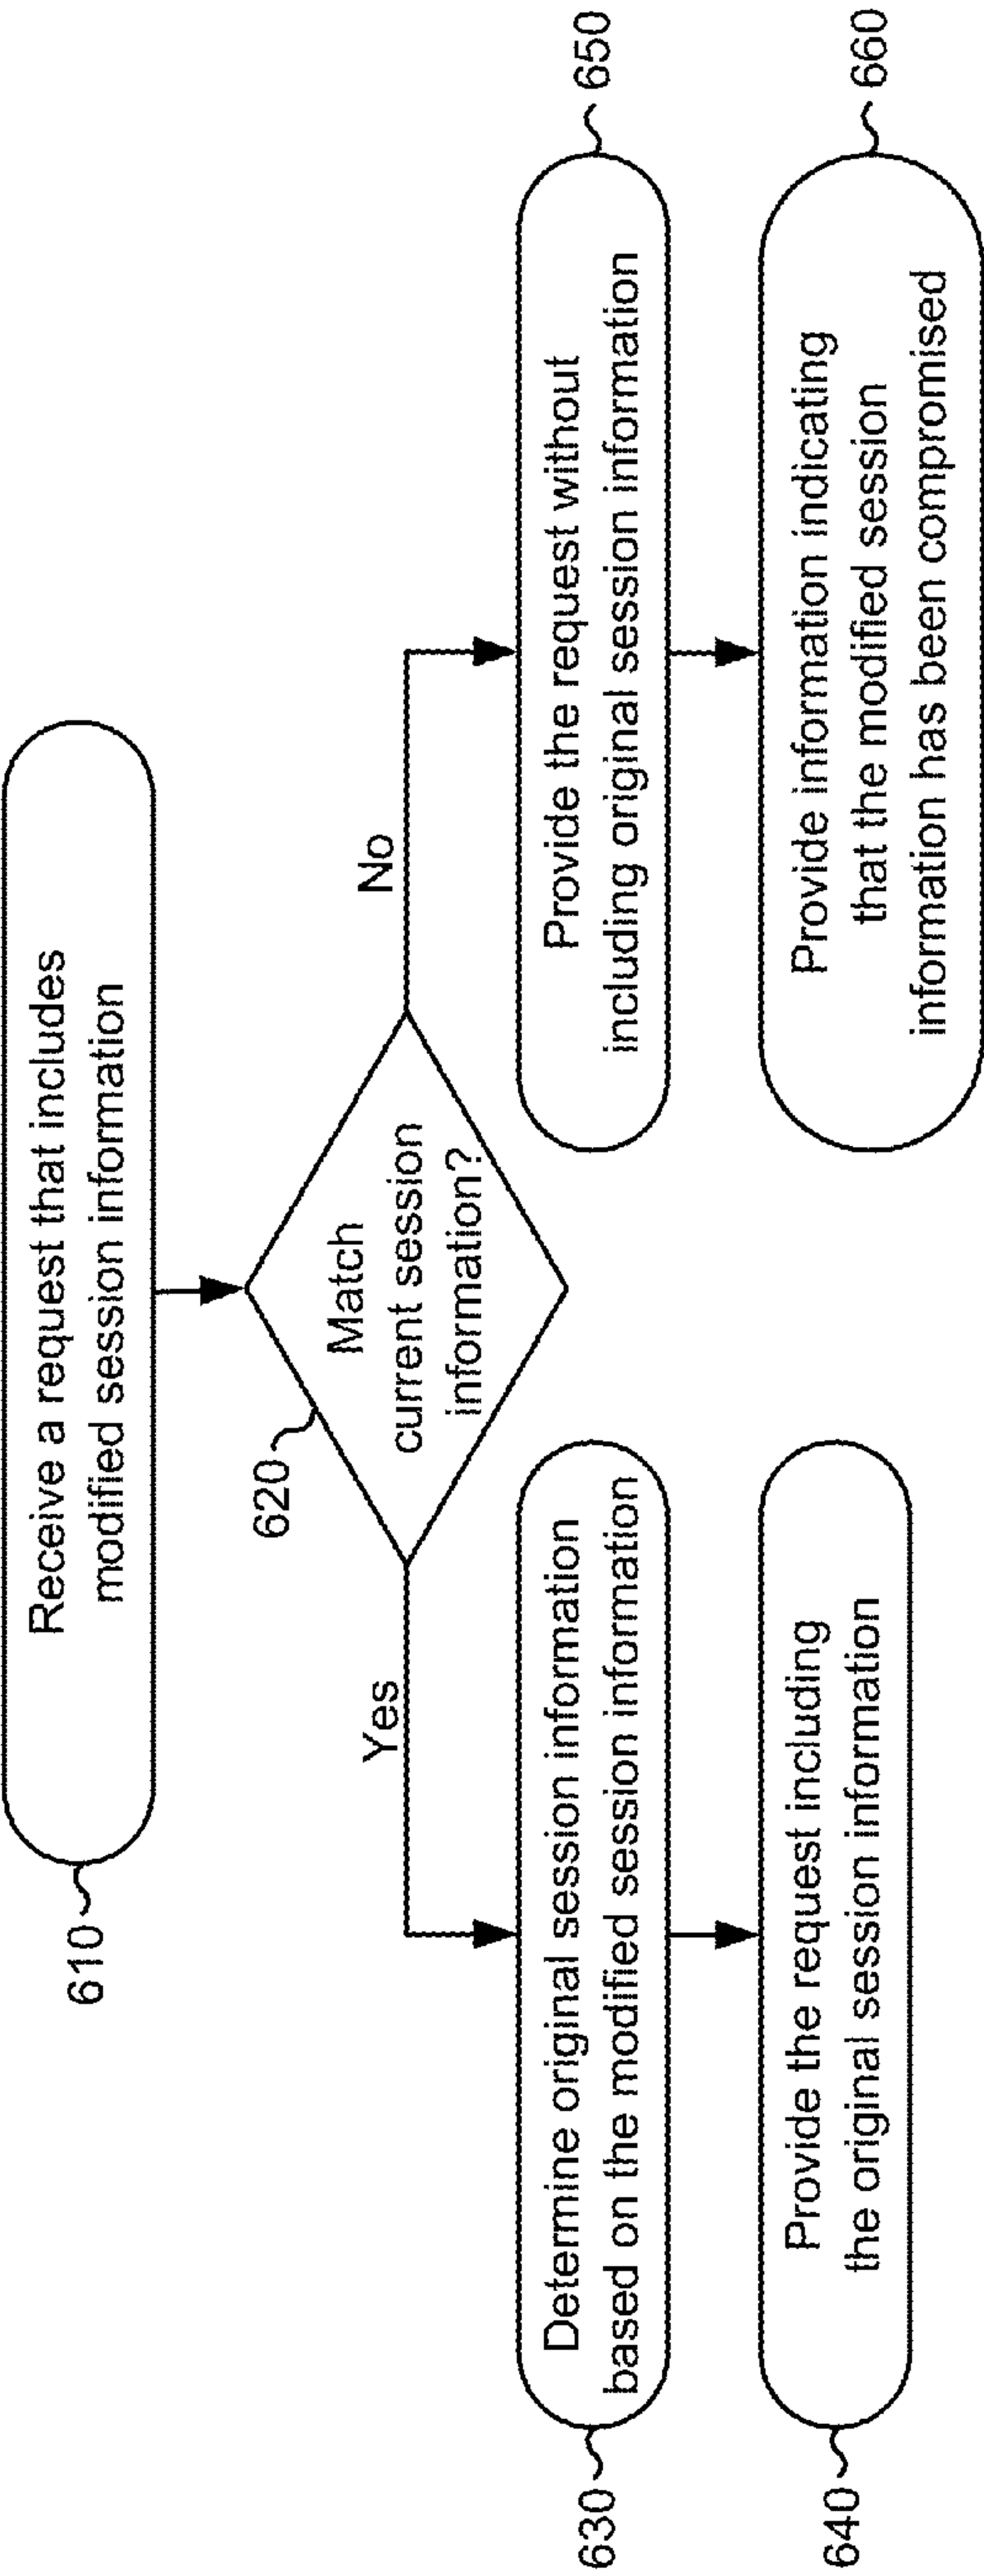 610
Receive a request that includes
modified session information
620
Match
current session
information?
Yes
No
630
Determine original session information
based on the modified session information
640
Provide the request including
the original session information
Provide the request without
including original session information
650
Provide information indicating
that the modified session
information has been compromised
660